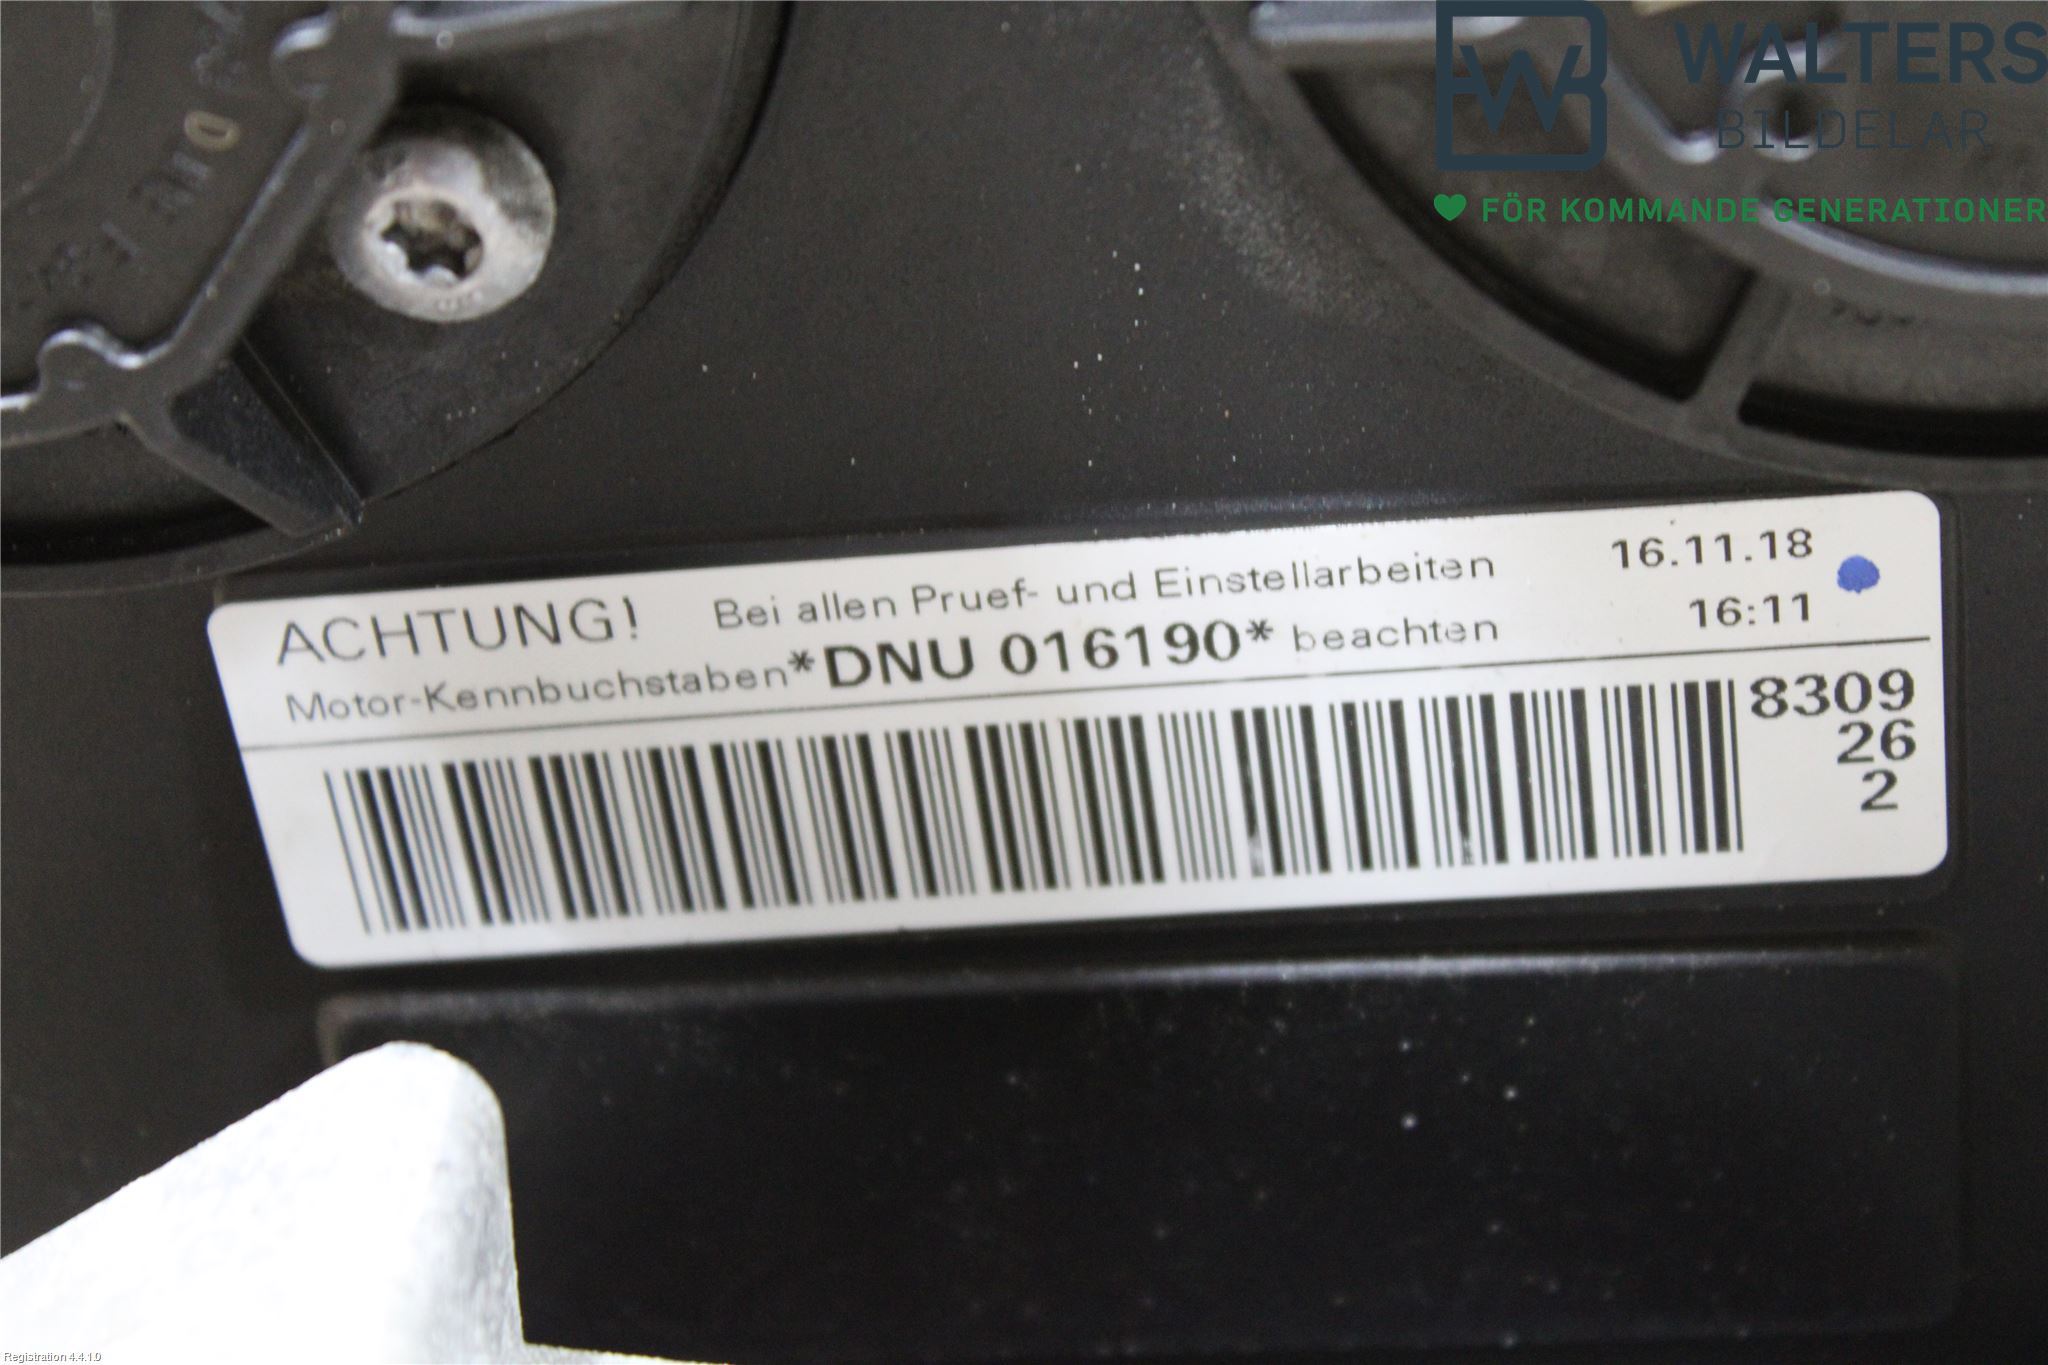 WALTERS
BILDELAR
FÖR KOMMANDE GENERATIONER
ACHTUNG! Bei allen Pruef- und Einstellarbeiten 16.11.18
Motor-Kennbuchstaben*DNU 016190* beachten 16:11
8309
26
2
Registration 4.4.1.0